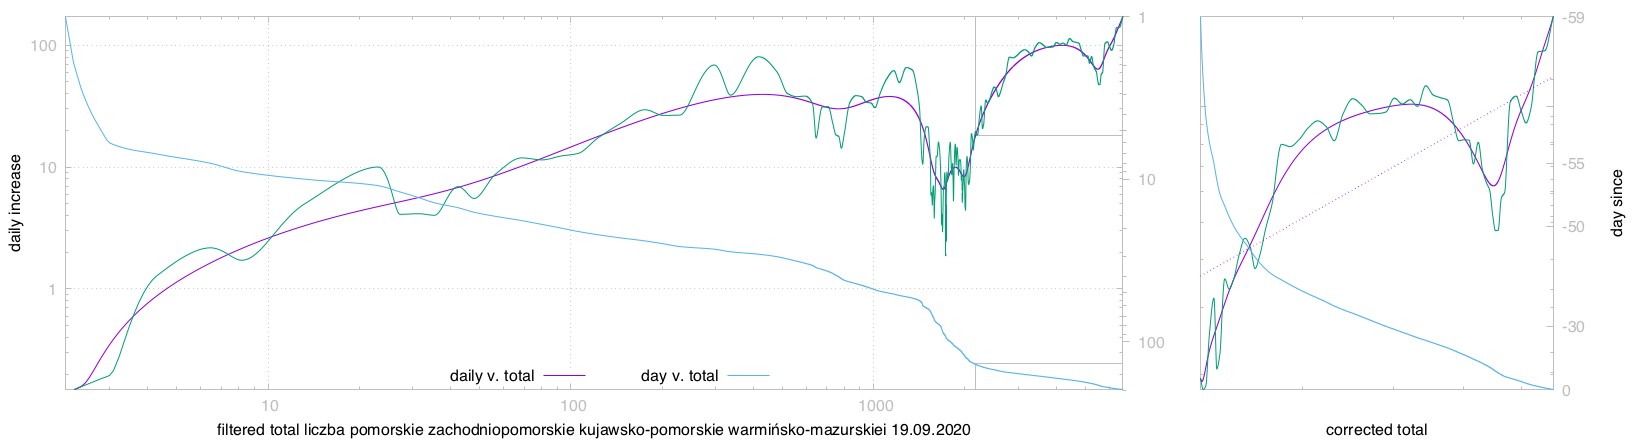 1
-59
100
daily increase
10
10
-55
-50
day since
1
-30
100
daily v. total
day v. total
0
10
100
1000
filtered total liczba pomorskie zachodniopomorskie kujawsko-pomorskie warmińsko-mazurskiei 19.09.2020
corrected total